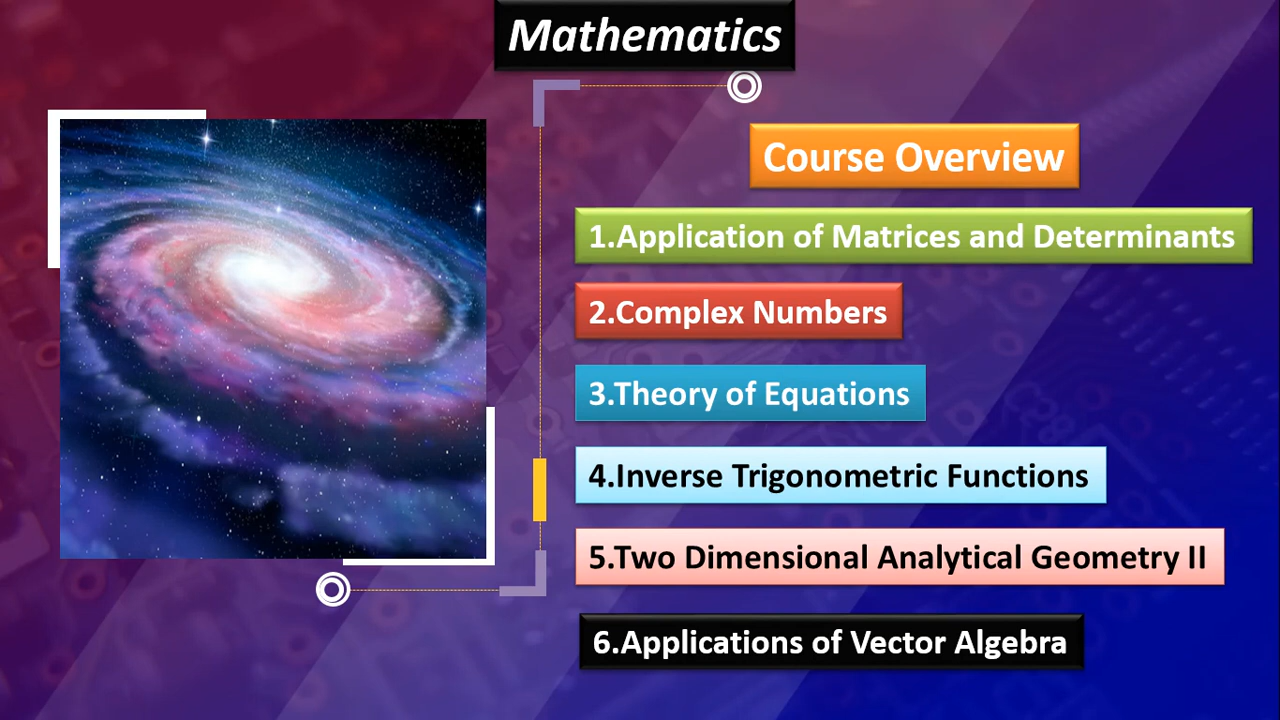 Mathematics
Course Overview
1.Application of Matrices and Determinants
2.Complex Numbers
3.Theory of Equations
4.Inverse Trigonometric Functions
5.Two Dimensional Analytical Geometry II
6.Applications of Vector Algebra